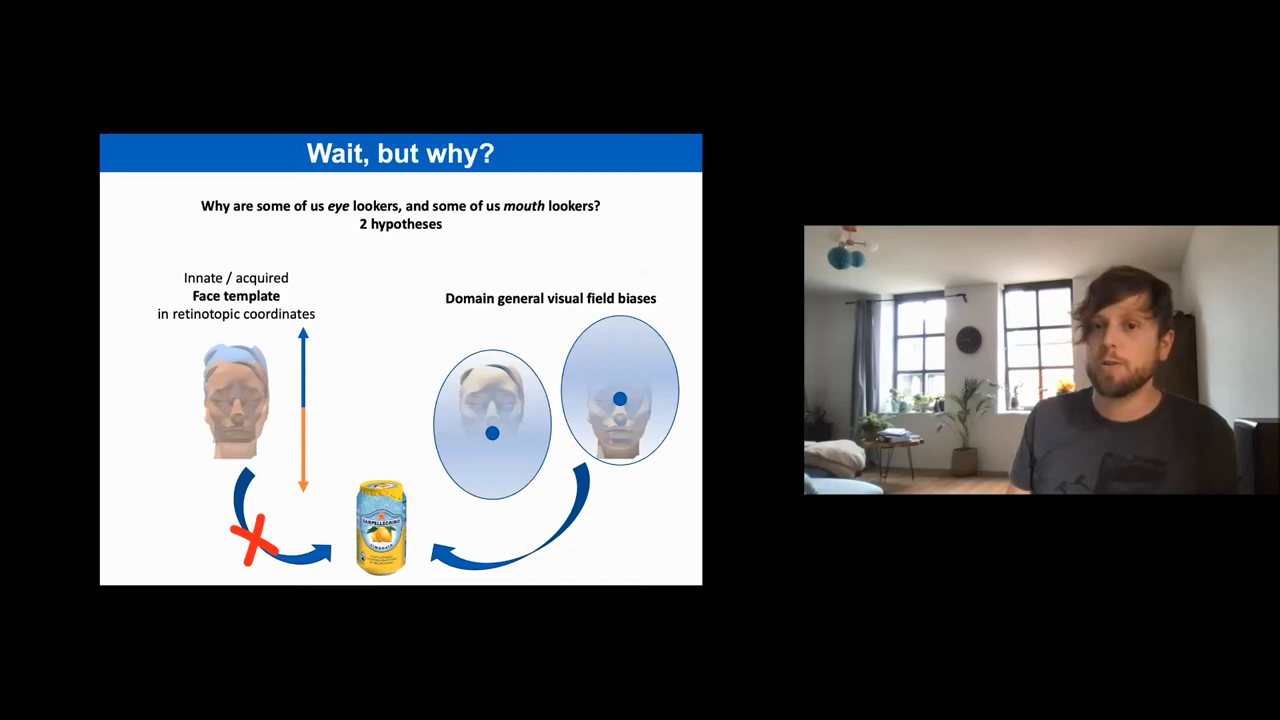 Wait, but why?
Why are some of us eye lookers, and some of us mouth lookers?
2 hypotheses
Innate / acquired
Face template
in retinotopic coordinates
Domain general visual field biases
SANPELLEGRINO
LIMONATA